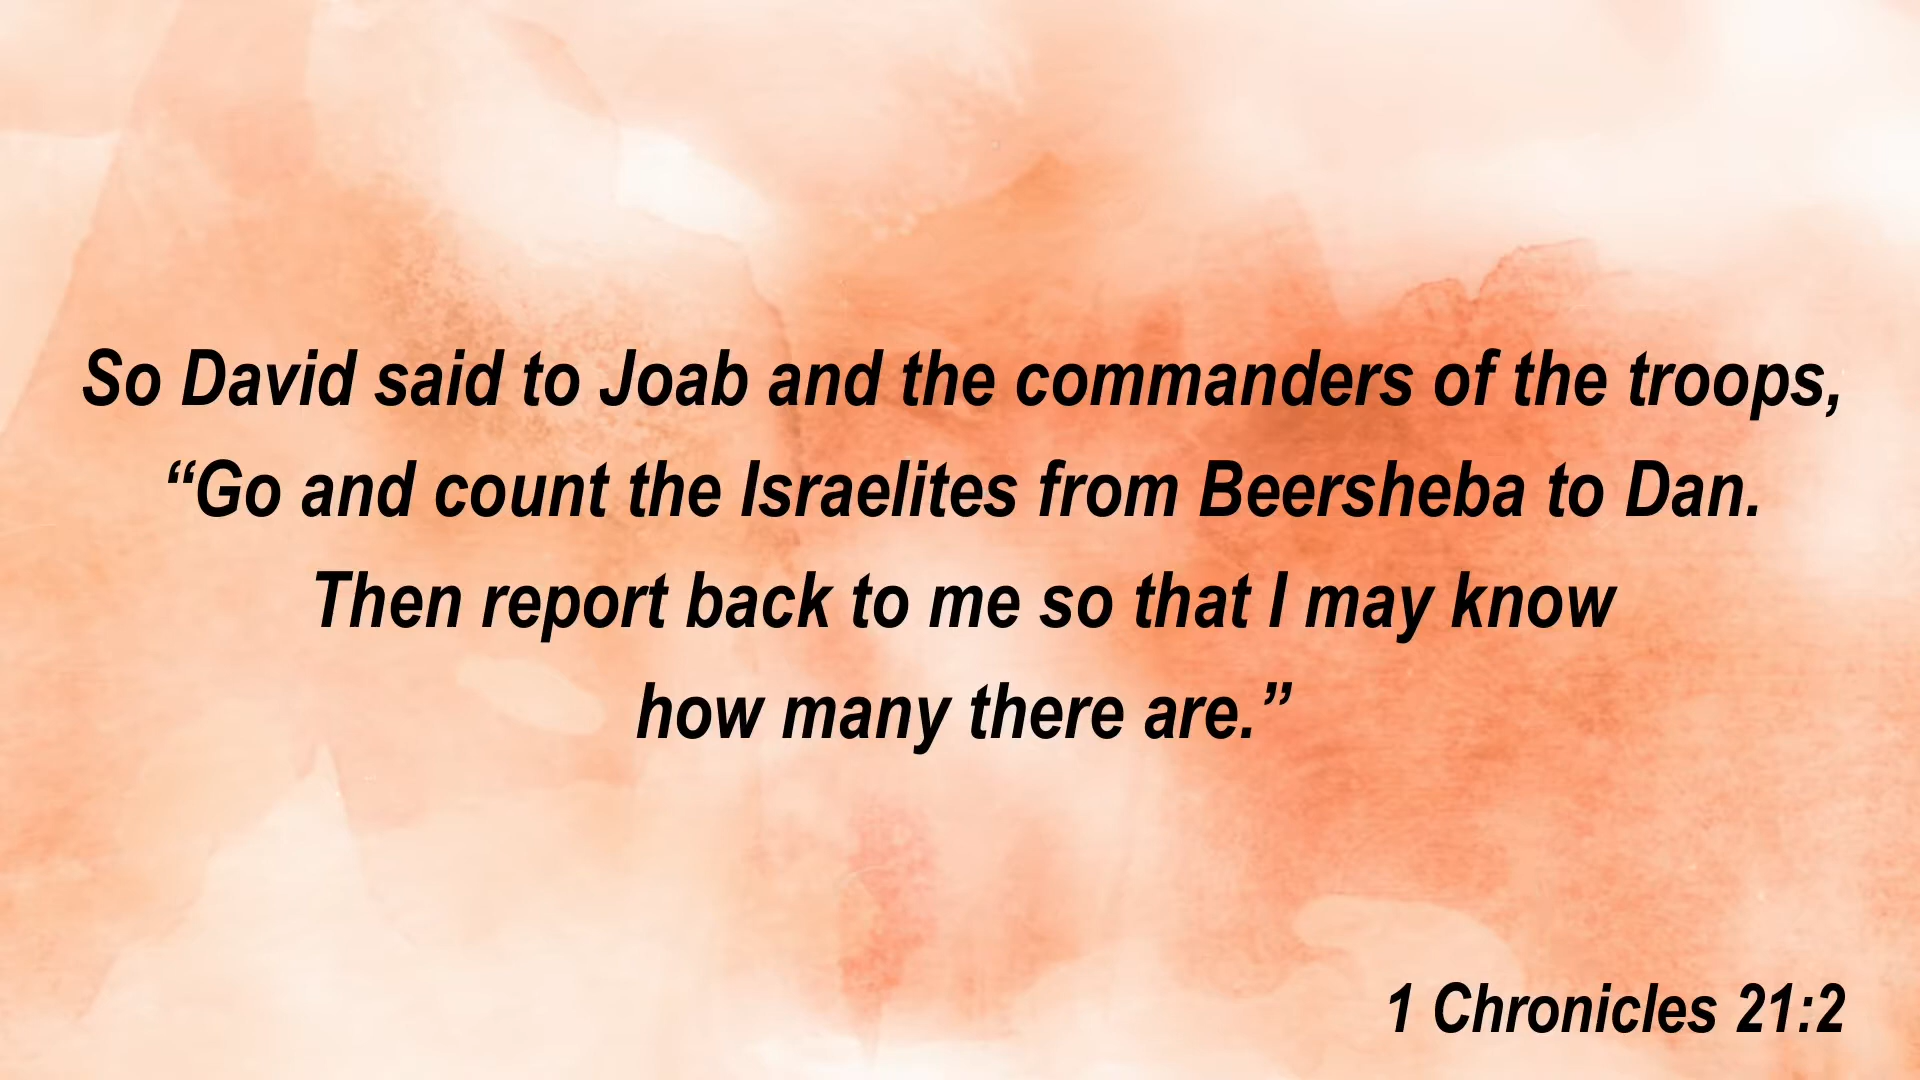 So David said to Joab and the commanders of the troops,
“Go and count the Israelites from Beersheba to Dan.
Then report back to me so that I may know
how many there are.”
1 Chronicles 21:2